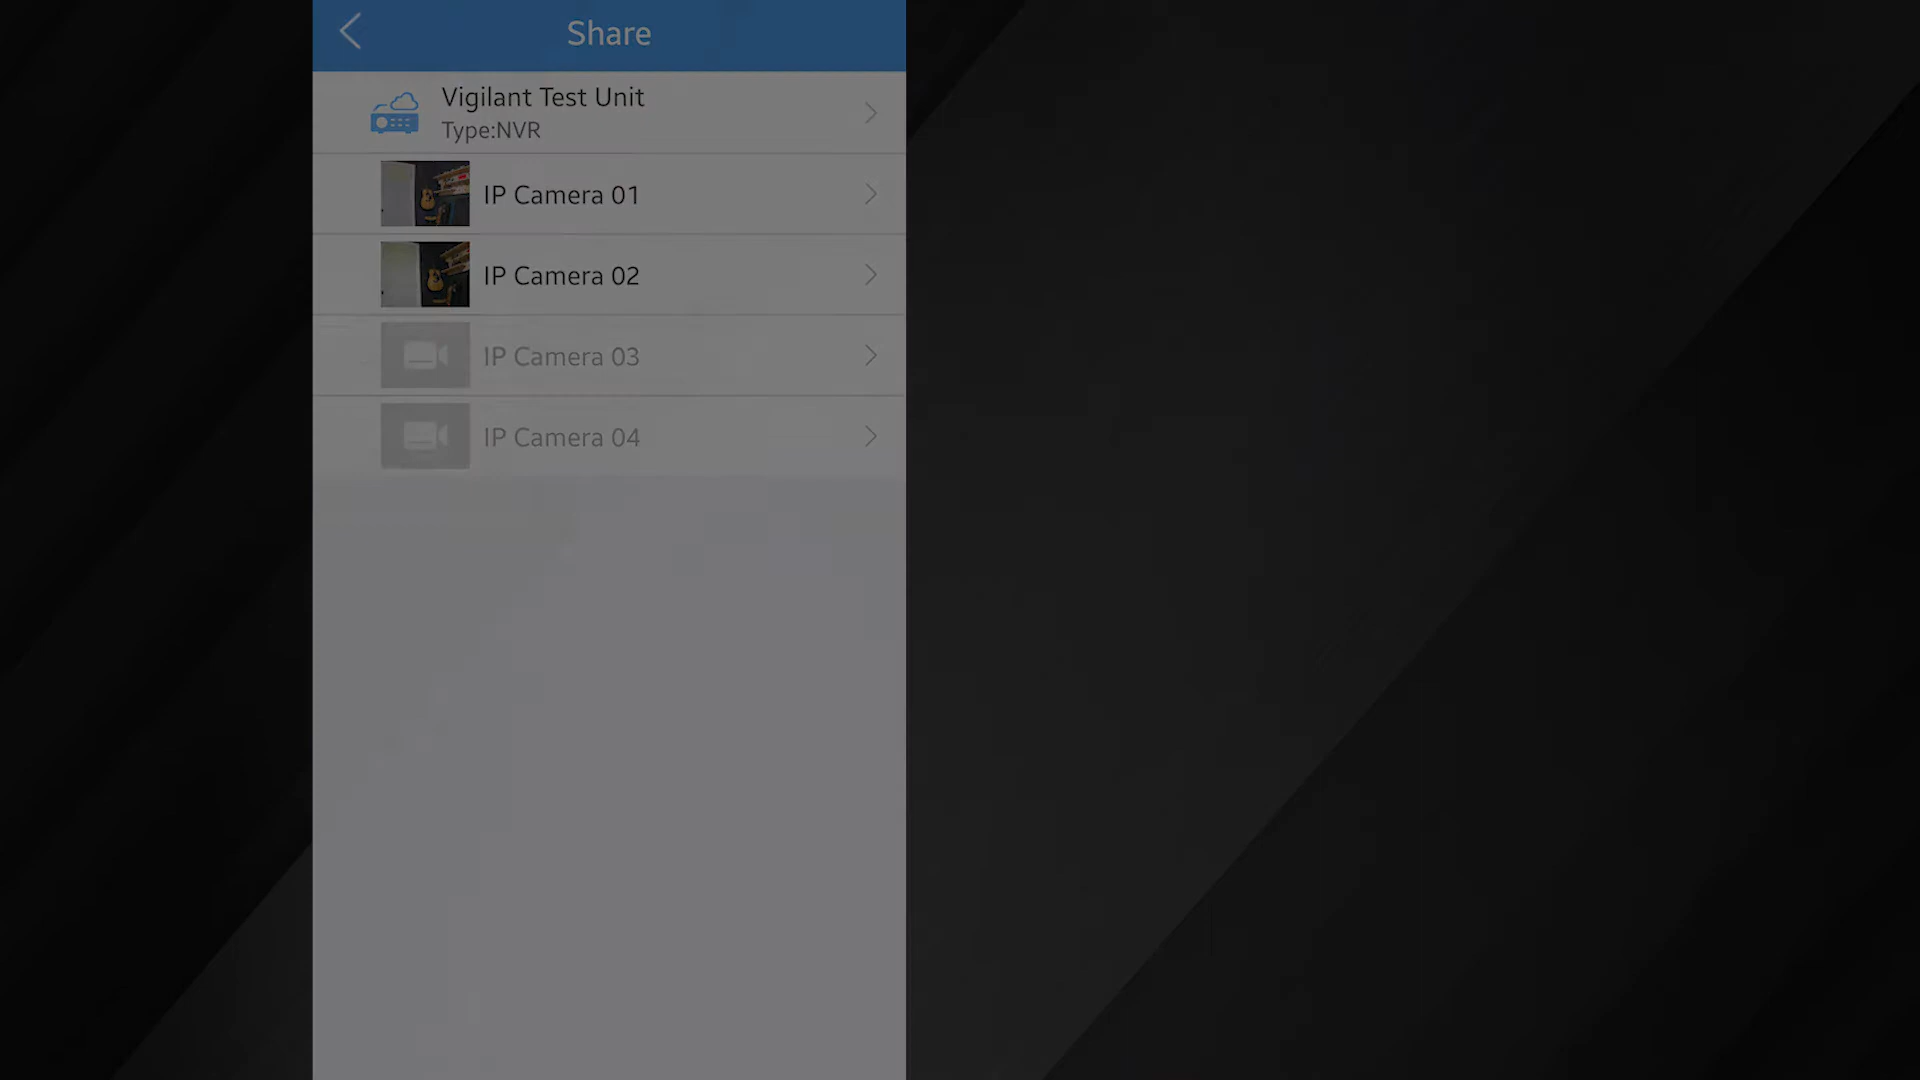 Share
Vigilant Test Unit
Type:NVR
IP Camera 01
IP Camera 02
IP Camera 03
IP Camera 04